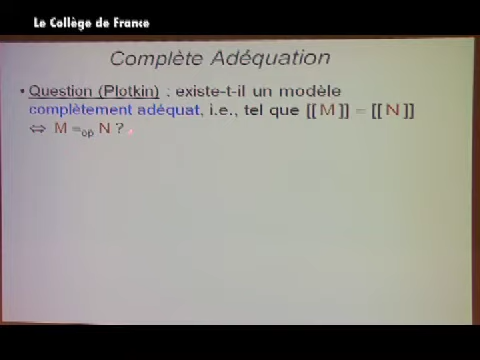 Le Collège de France
Complète Adéquation
• Question (Plotkin) : existe-t-il un modèle
complètement adéquat, i.e., tel que [[ M ]] = [[ N ]]
⇔ M =op N ?